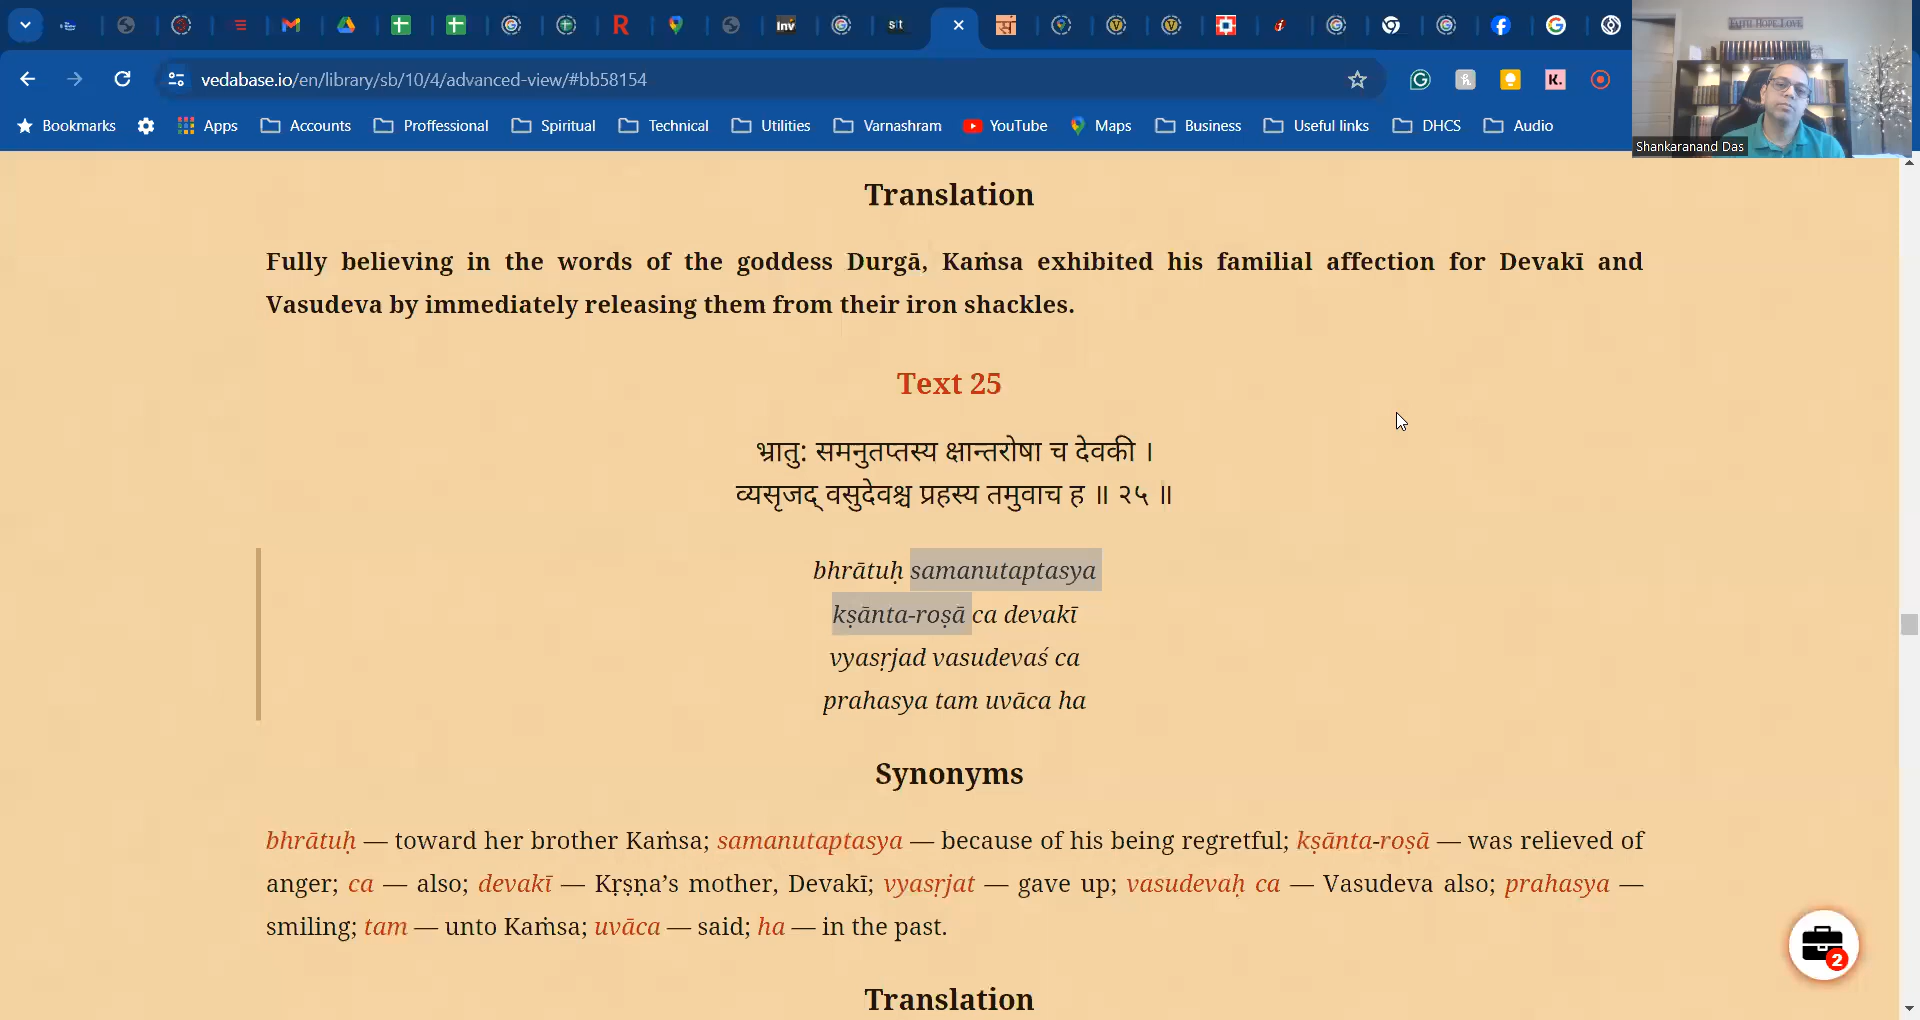 Inv
st
vedabase.io/en/library/sb/10/4/advanced-view/#bb58154
K.
Bookmarks Apps Accounts Proffessional Spiritual Technical Utilities Varnashram YouTube Maps Business Useful links DHCS Audio
FAITH HOPE LOVE
Shankaranand Das
Translation
Fully believing in the words of the goddess Durgā, Kaṁsa exhibited his familial affection for Devakī and
Vasudeva by immediately releasing them from their iron shackles.
Text 25
भ्रातु: समनुतप्तस्य क्षान्तरोषा च देवकी ।
व्यसृजद् वसुदेवश्च प्रहस्य तमुवाच ह ॥ २५ ॥
bhrātuḥ samanutaptasya
kṣānta-roṣā ca devakī
vyasṛjad vasudevaś ca
prahasya tam uvāca ha
Synonyms
bhrātuḥ — toward her brother Kaṁsa; samanutaptasya — because of his being regretful; kṣānta-roṣā — was relieved of
anger; ca — also; devakī — Kṛṣṇa’s mother, Devakī; vyasṛjat — gave up; vasudevaḥ ca — Vasudeva also; prahasya —
smiling; tam — unto Kaṁsa; uvāca — said; ha — in the past.
2
Translation